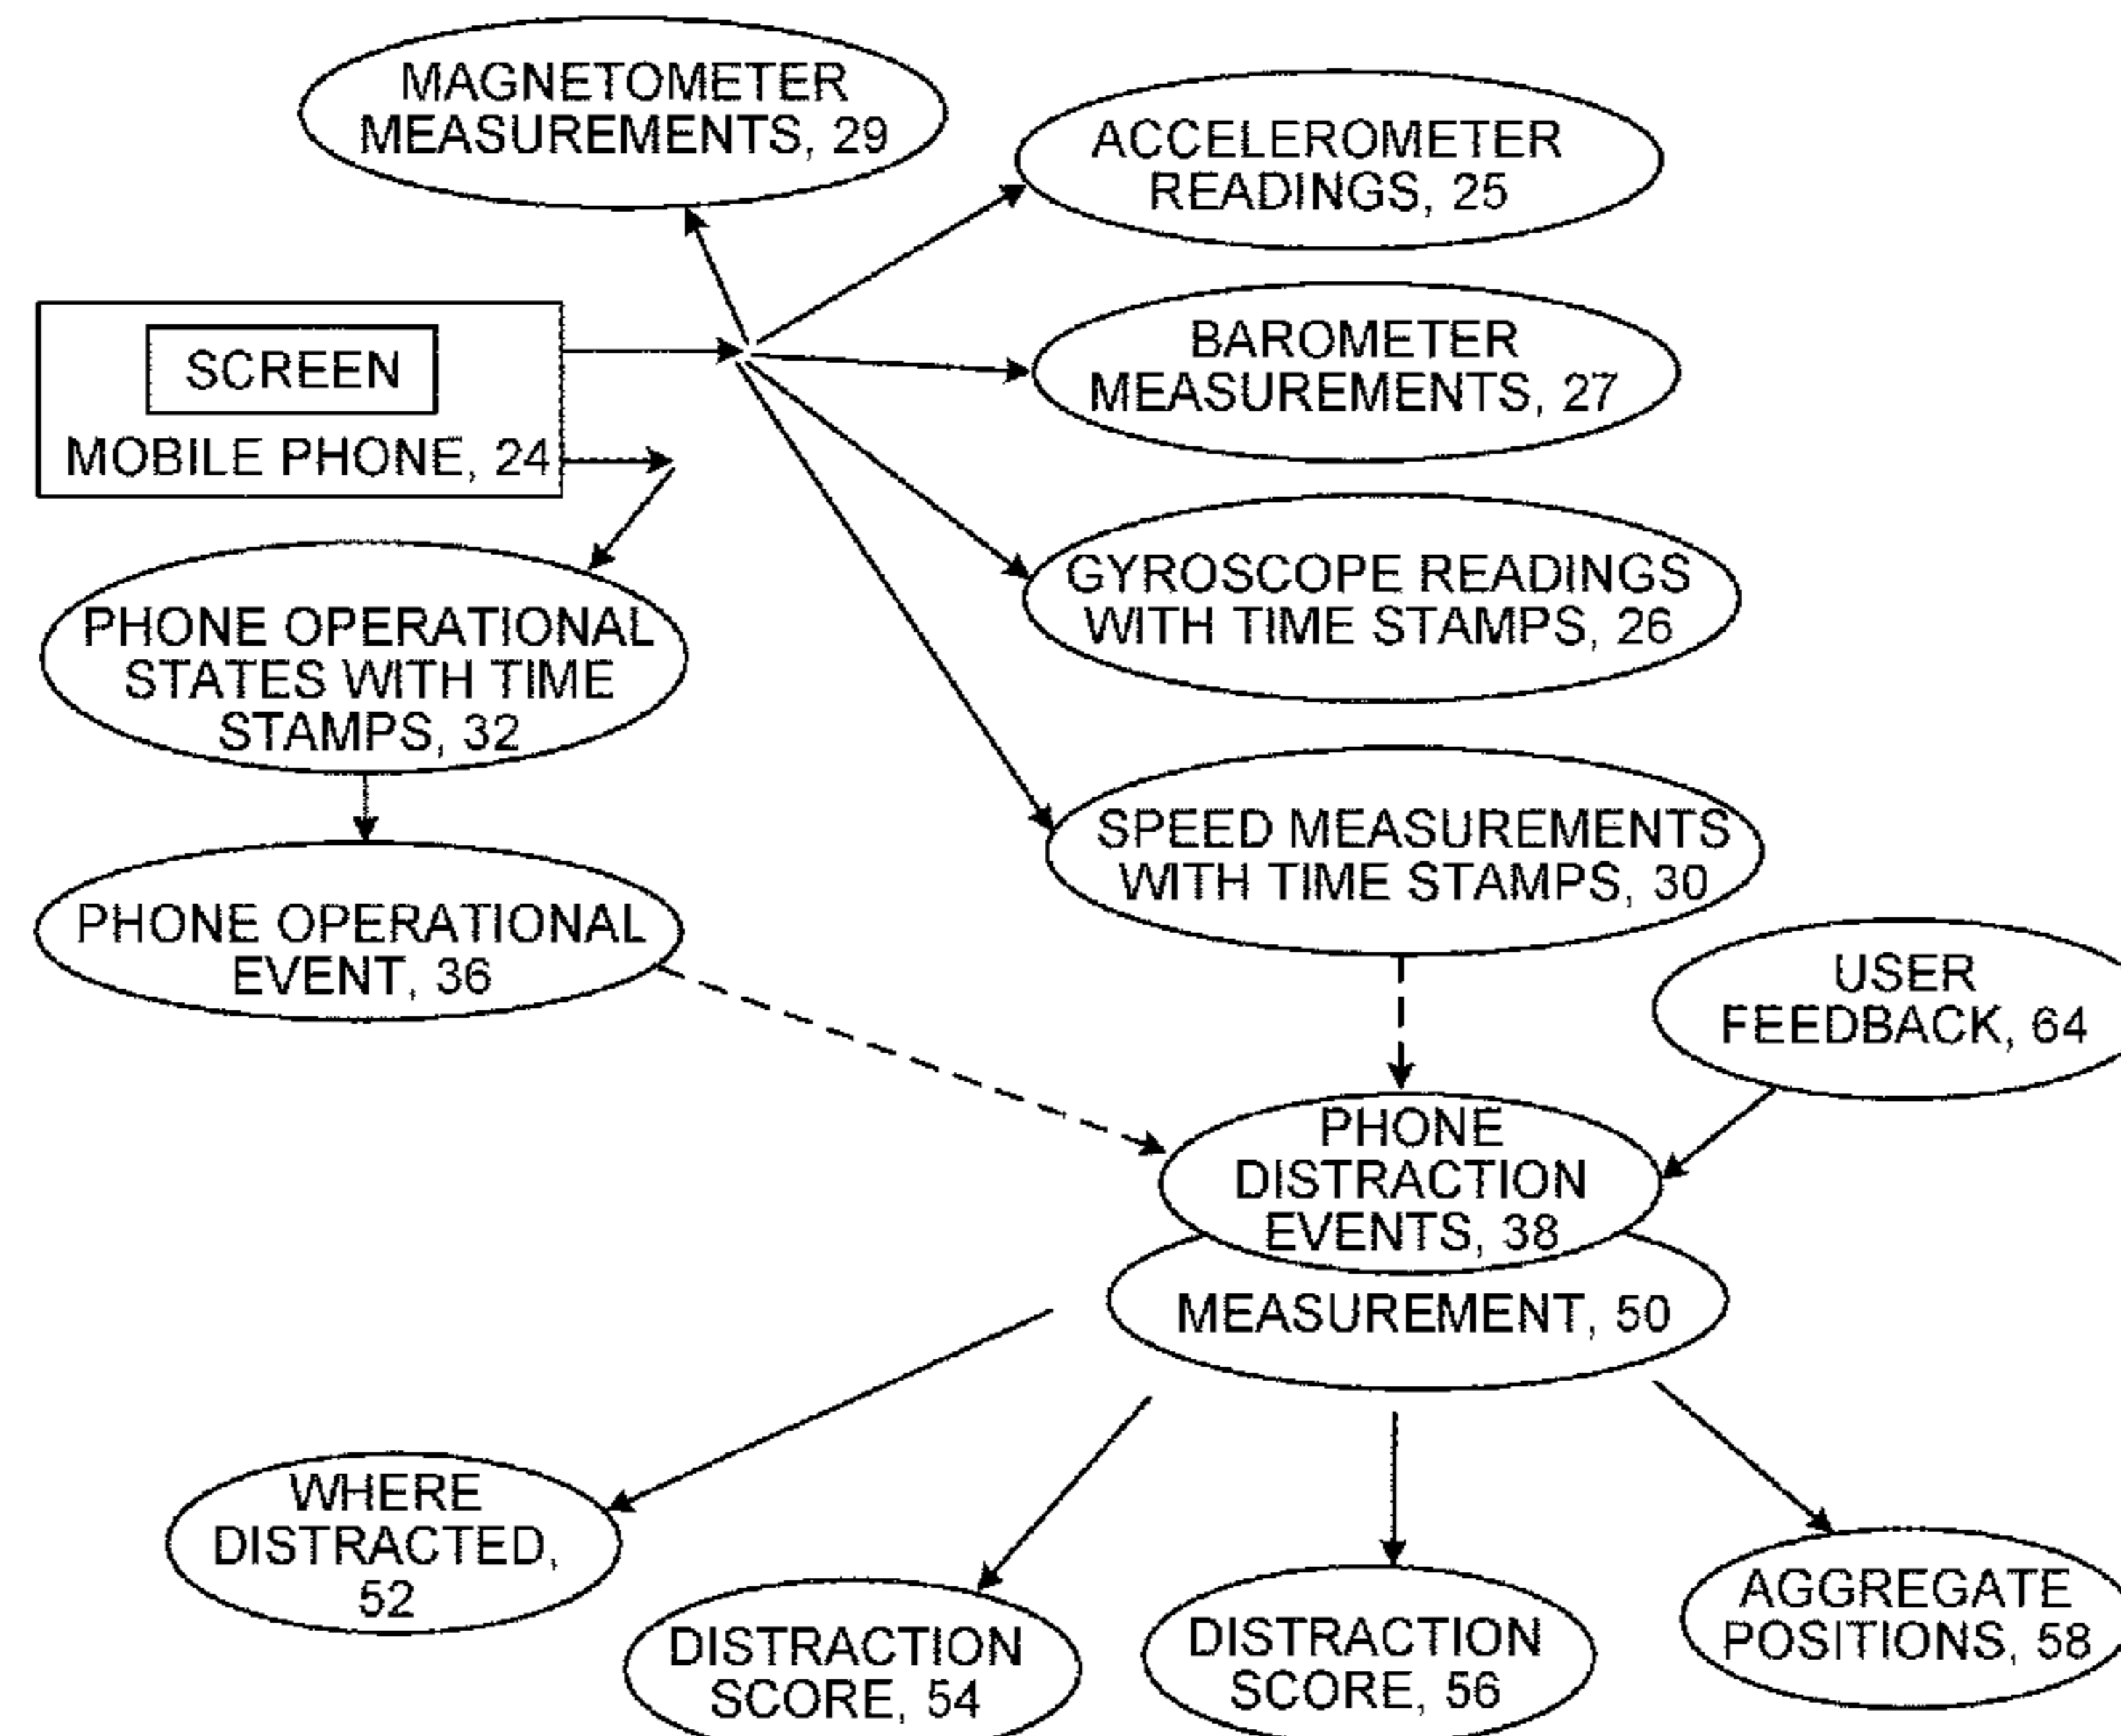 MAGNETOMETER
MEASUREMENTS, 29
ACCELEROMETER
READINGS, 25
SCREEN
MOBILE PHONE, 24
BAROMETER
MEASUREMENTS, 27
GYROSCOPE READINGS
WITH TIME STAMPS, 26
PHONE OPERATIONAL
STATES WITH TIME
STAMPS, 32
SPEED MEASUREMENTS
WITH TIME STAMPS, 30
PHONE OPERATIONAL
EVENT, 36
USER
FEEDBACK, 64
PHONE
DISTRACTION
EVENTS, 38
MEASUREMENT, 50
WHERE
DISTRACTED,
52
DISTRACTION
SCORE, 54
DISTRACTION
SCORE, 56
AGGREGATE
POSITIONS, 58